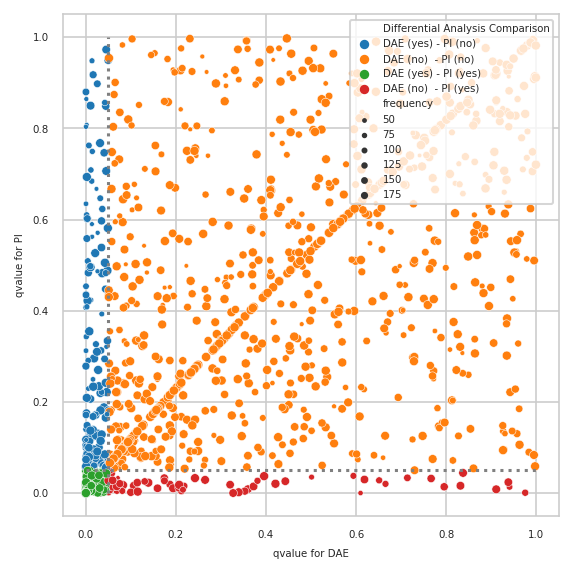 Differential Analysis Comparison
DAE (yes) - PI (no)
DAE (no)  - PI (no)
DAE (yes) - PI (yes)
DAE (no)  - PI (yes)
frequency
50
75
100
125
150
175
1.0
0.8
0.6
0.4
0.2
0.0
qvalue for PI
0.0 0.2 0.4 0.6 0.8 1.0
qvalue for DAE